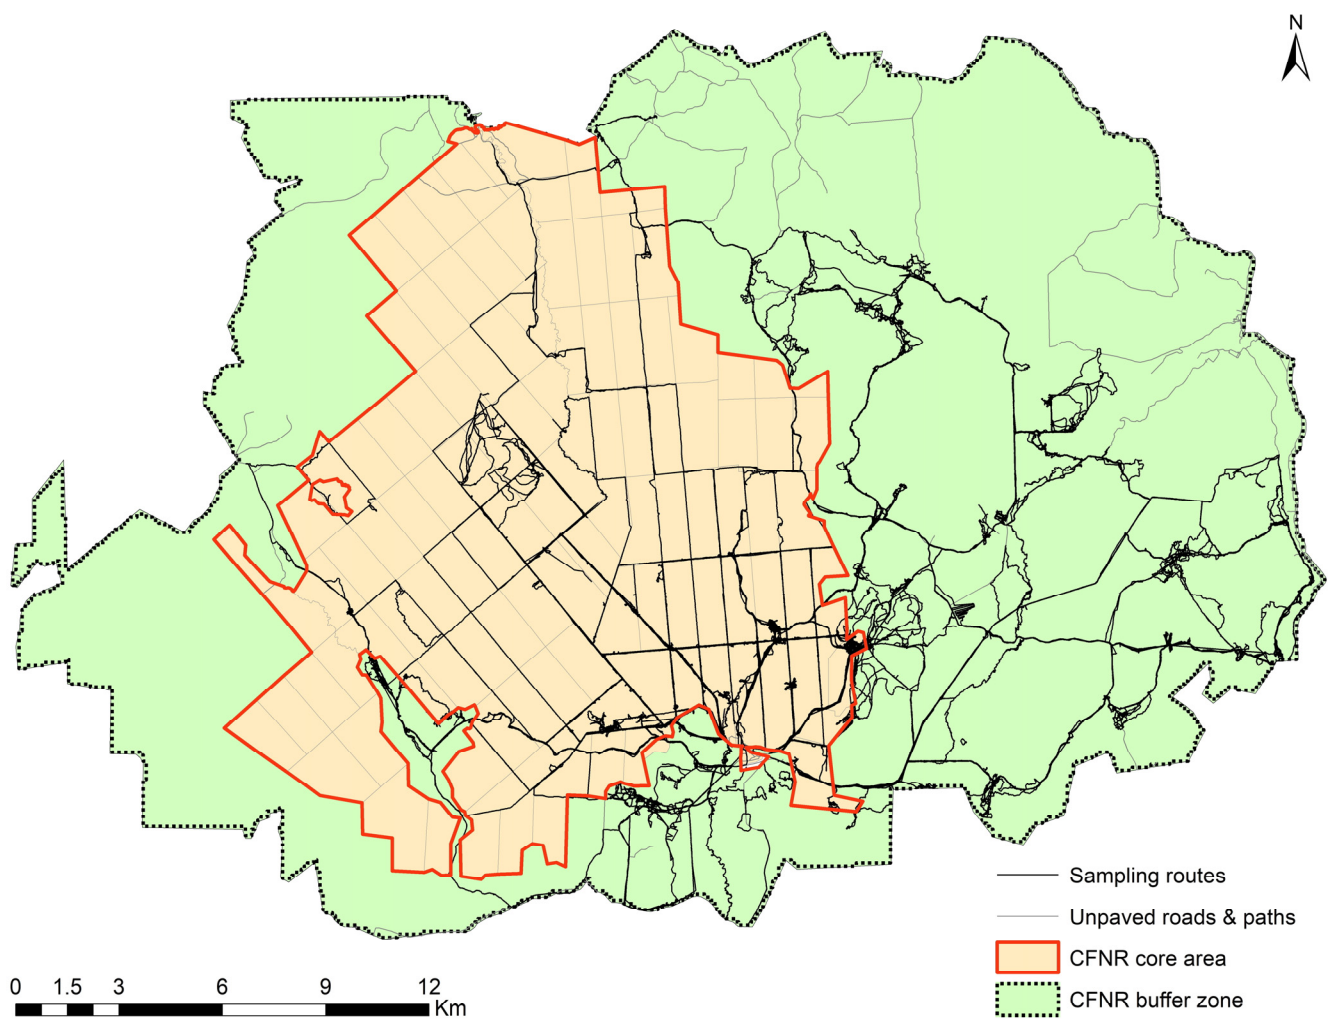 N
Sampling routes
Unpaved roads & paths
CFNR core area
CFNR buffer zone
0 1.5 3 6 9 12
Km